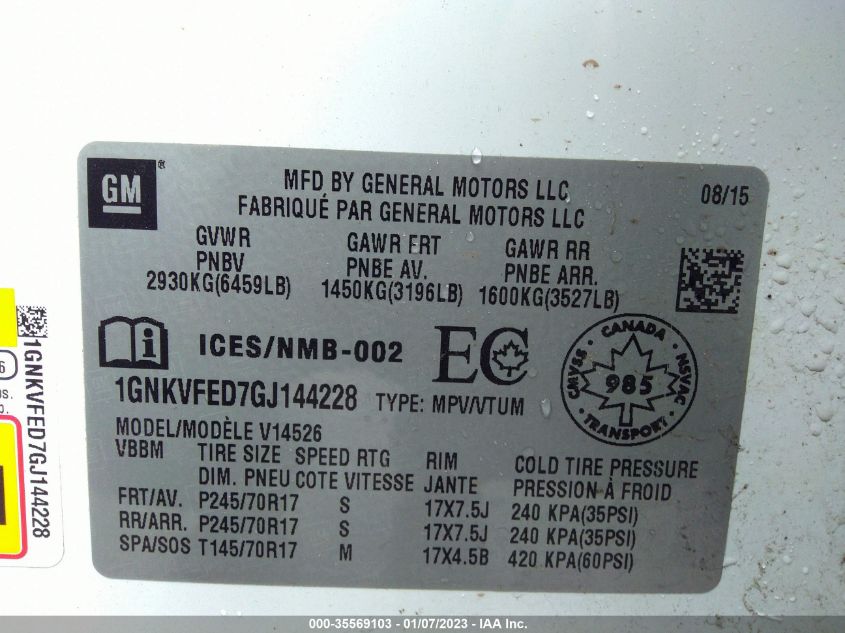 GM ®
MFD BY GENERAL MOTORS LLC
FABRIQUÉ PAR GENERAL MOTORS LLC
08/15
GVWR GAWR FRT GAWR RR
PNBV PNBE AV. PNBE ARR.
2930KG(6459LB) 1450KG(3196LB) 1600KG(3527LB)
i ICES/NMB-002 EC
CANADA
CMVSS 985 NSVAC
TRANSPORT
1GNKVFED7GJ144228 TYPE: MPV/VTUM
MODEL/MODÈLE V14526
VBBM TIRE SIZE SPEED RTG RIM COLD TIRE PRESSURE
DIM. PNEU COTE VITESSE JANTE PRESSION À FROID
FRT/AV. P245/70R17 S 17X7.5J 240 KPA(35PSI)
RR/ARR. P245/70R17 S 17X7.5J 240 KPA(35PSI)
SPA/SOS T145/70R17 M 17X4.5B 420 KPA(60PSI)
1GNKVFED7GJ144228
6
000-35569103 - 01/07/2023 - IAA Inc.